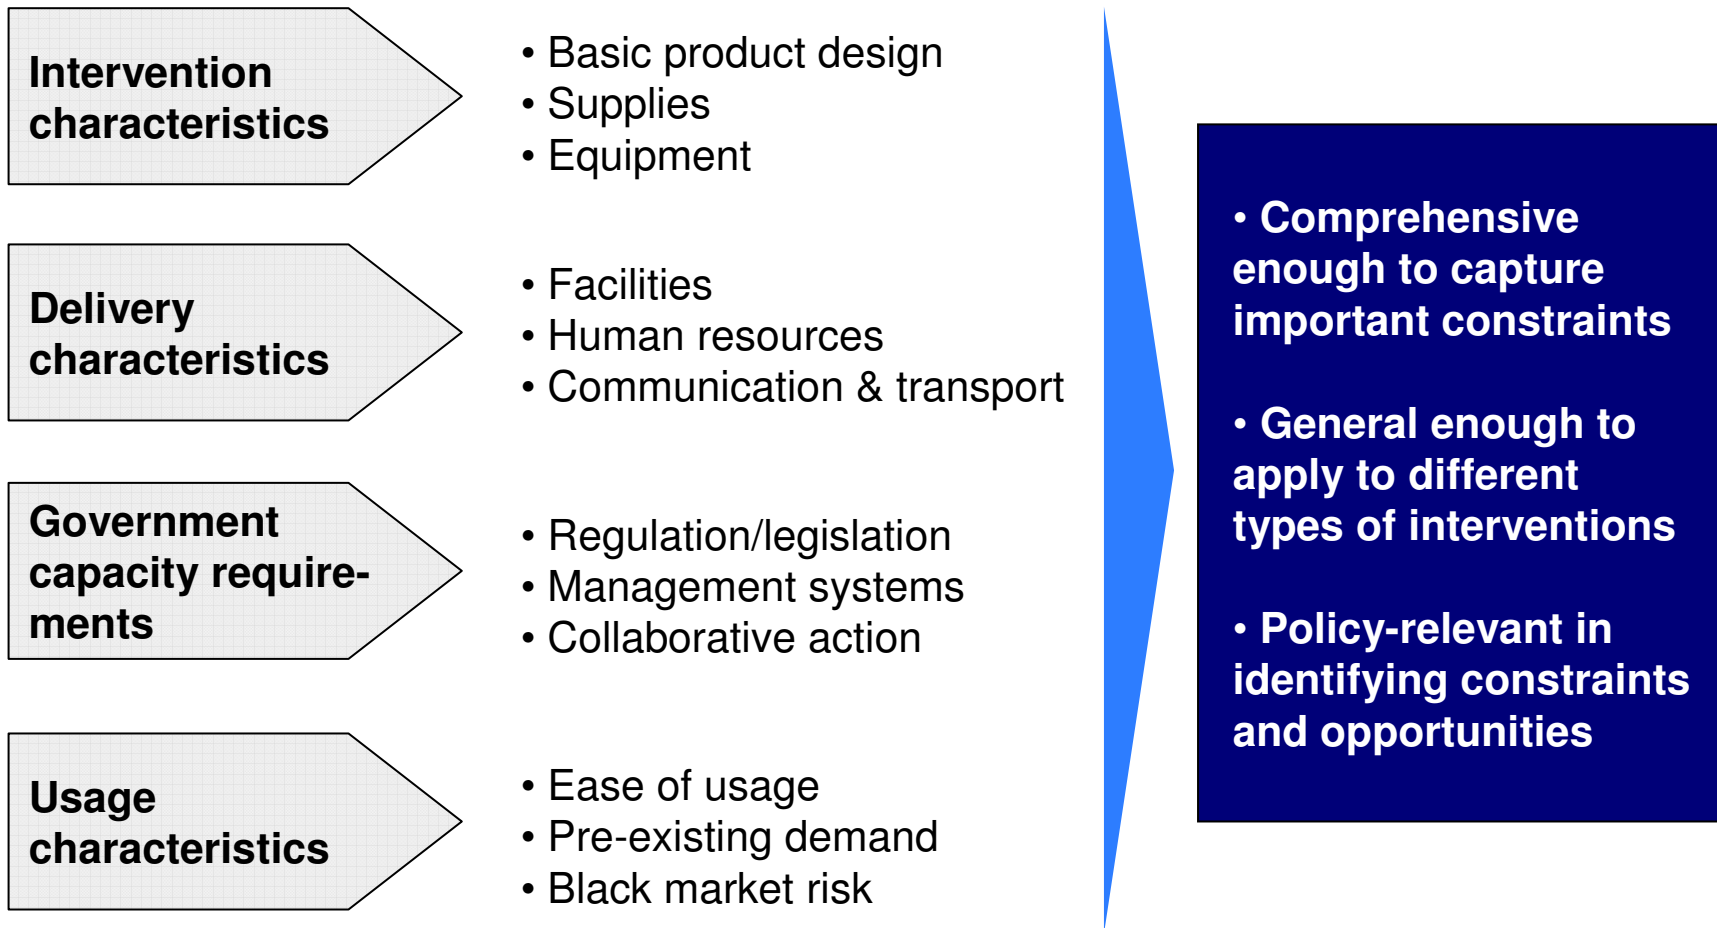 Intervention
characteristics
• Basic product design
• Supplies
• Equipment
Delivery
characteristics
• Facilities
• Human resources
• Communication & transport
Government
capacity require-
ments
• Regulation/legislation
• Management systems
• Collaborative action
Usage
characteristics
• Ease of usage
• Pre-existing demand
• Black market risk
• Comprehensive
enough to capture
important constraints
• General enough to
apply to different
types of interventions
• Policy-relevant in
identifying constraints
and opportunities